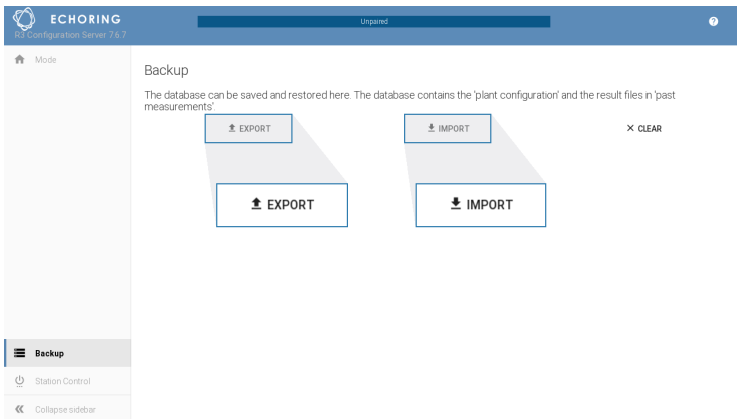 ECHORING
Unpaired
R3 Configuration Server 7.6.7
Mode
Backup
The database can be saved and restored here. The database contains the 'plant configuration' and the result files in 'past
measurements'.
EXPORT
IMPORT
CLEAR
EXPORT
IMPORT
Backup
Station Control
Collapse sidebar